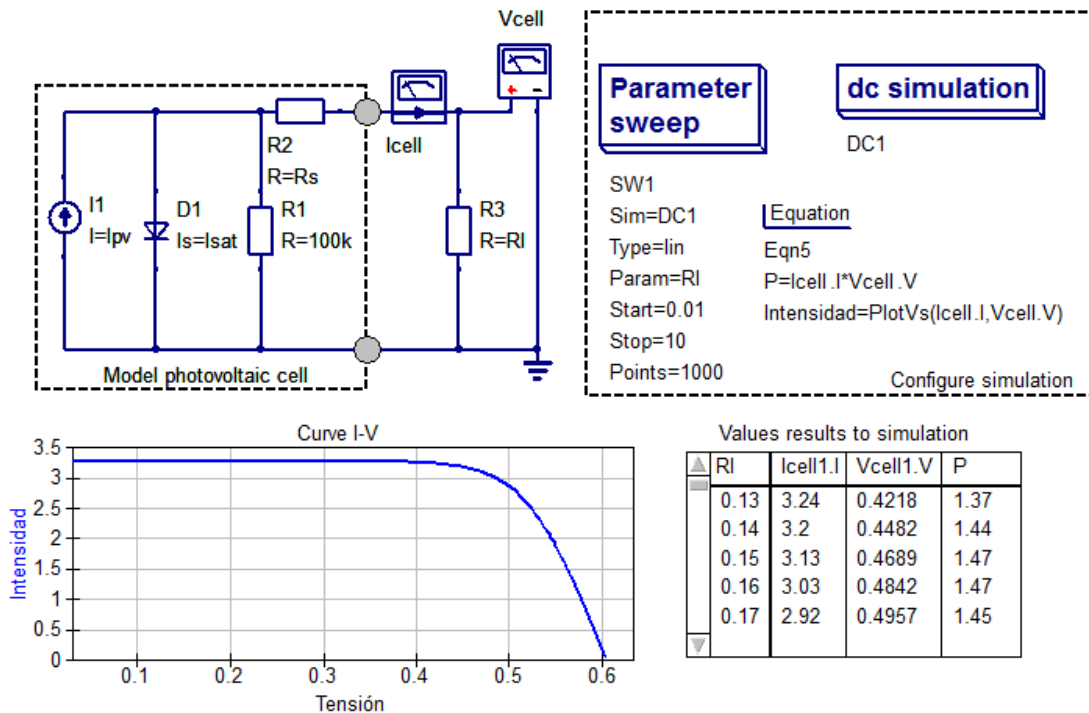 Vcell
+ -
Icell
R2
R=Rs
I1
I=Ipv
D1
Is=Isat
R1
R=100k
R3
R=Rl
Model photovoltaic cell
Parameter
sweep
dc simulation
DC1
SW1
Sim=DC1
Type=lin
Param=Rl
Start=0.01
Stop=10
Points=1000
Equation
Eqn5
P=Icell.I*Vcell.V
Intensidad=PlotVs(Icell.I,Vcell.V)
Configure simulation
Curve I-V
Intensidad
3.5
3
2.5
2
1.5
1
0.5
0
0.1 0.2 0.3 0.4 0.5 0.6
Tensión
Values results to simulation
Rl Icell1.I Vcell1.V P
0.13 3.24 0.4218 1.37
0.14 3.2 0.4482 1.44
0.15 3.13 0.4689 1.47
0.16 3.03 0.4842 1.47
0.17 2.92 0.4957 1.45